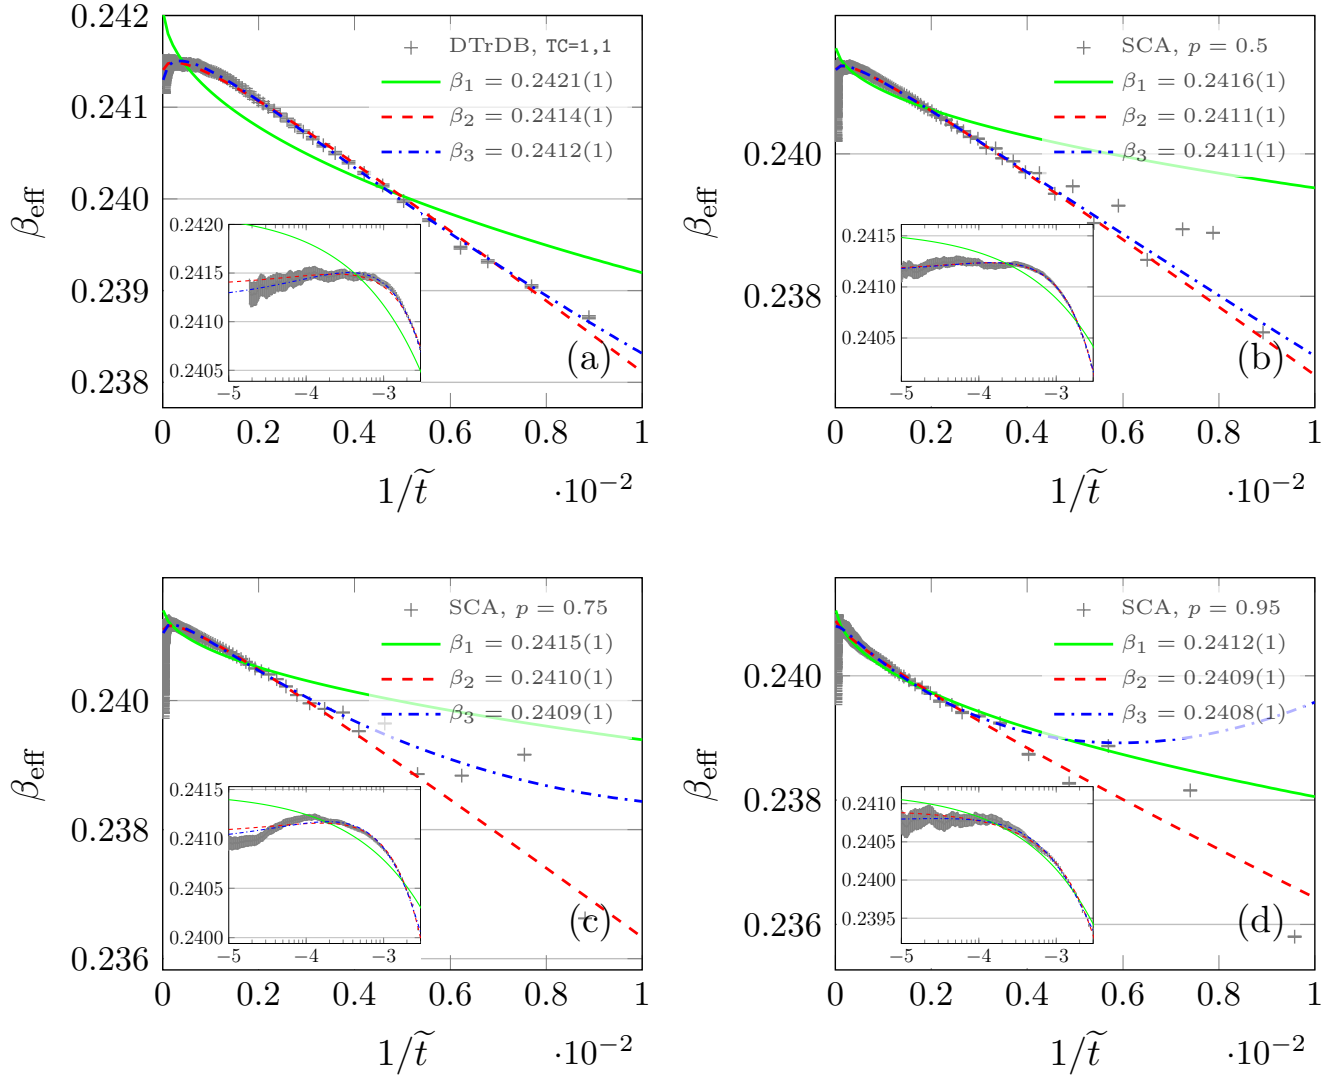 0.242
0.241
0.240
0.239
0.238
β_eff
+ DTrDB, TC=1,1
β₁ = 0.2421(1)
β₂ = 0.2414(1)
β₃ = 0.2412(1)
0.2420
0.2415
0.2410
0.2405
−5 −4 −3
(a)
0 0.2 0.4 0.6 0.8 1
1/t̃ ·10⁻²
0.240
0.238
β_eff
+ SCA, p = 0.5
β₁ = 0.2416(1)
β₂ = 0.2411(1)
β₃ = 0.2411(1)
0.2415
0.2410
0.2405
−5 −4 −3
(b)
0 0.2 0.4 0.6 0.8 1
1/t̃ ·10⁻²
0.240
0.238
0.236
β_eff
+ SCA, p = 0.75
β₁ = 0.2415(1)
β₂ = 0.2410(1)
β₃ = 0.2409(1)
0.2415
0.2410
0.2405
0.2400
−5 −4 −3
(c)
0 0.2 0.4 0.6 0.8 1
1/t̃ ·10⁻²
0.240
0.238
0.236
β_eff
+ SCA, p = 0.95
β₁ = 0.2412(1)
β₂ = 0.2409(1)
β₃ = 0.2408(1)
0.2410
0.2405
0.2400
0.2395
−5 −4 −3
(d)
0 0.2 0.4 0.6 0.8 1
1/t̃ ·10⁻²